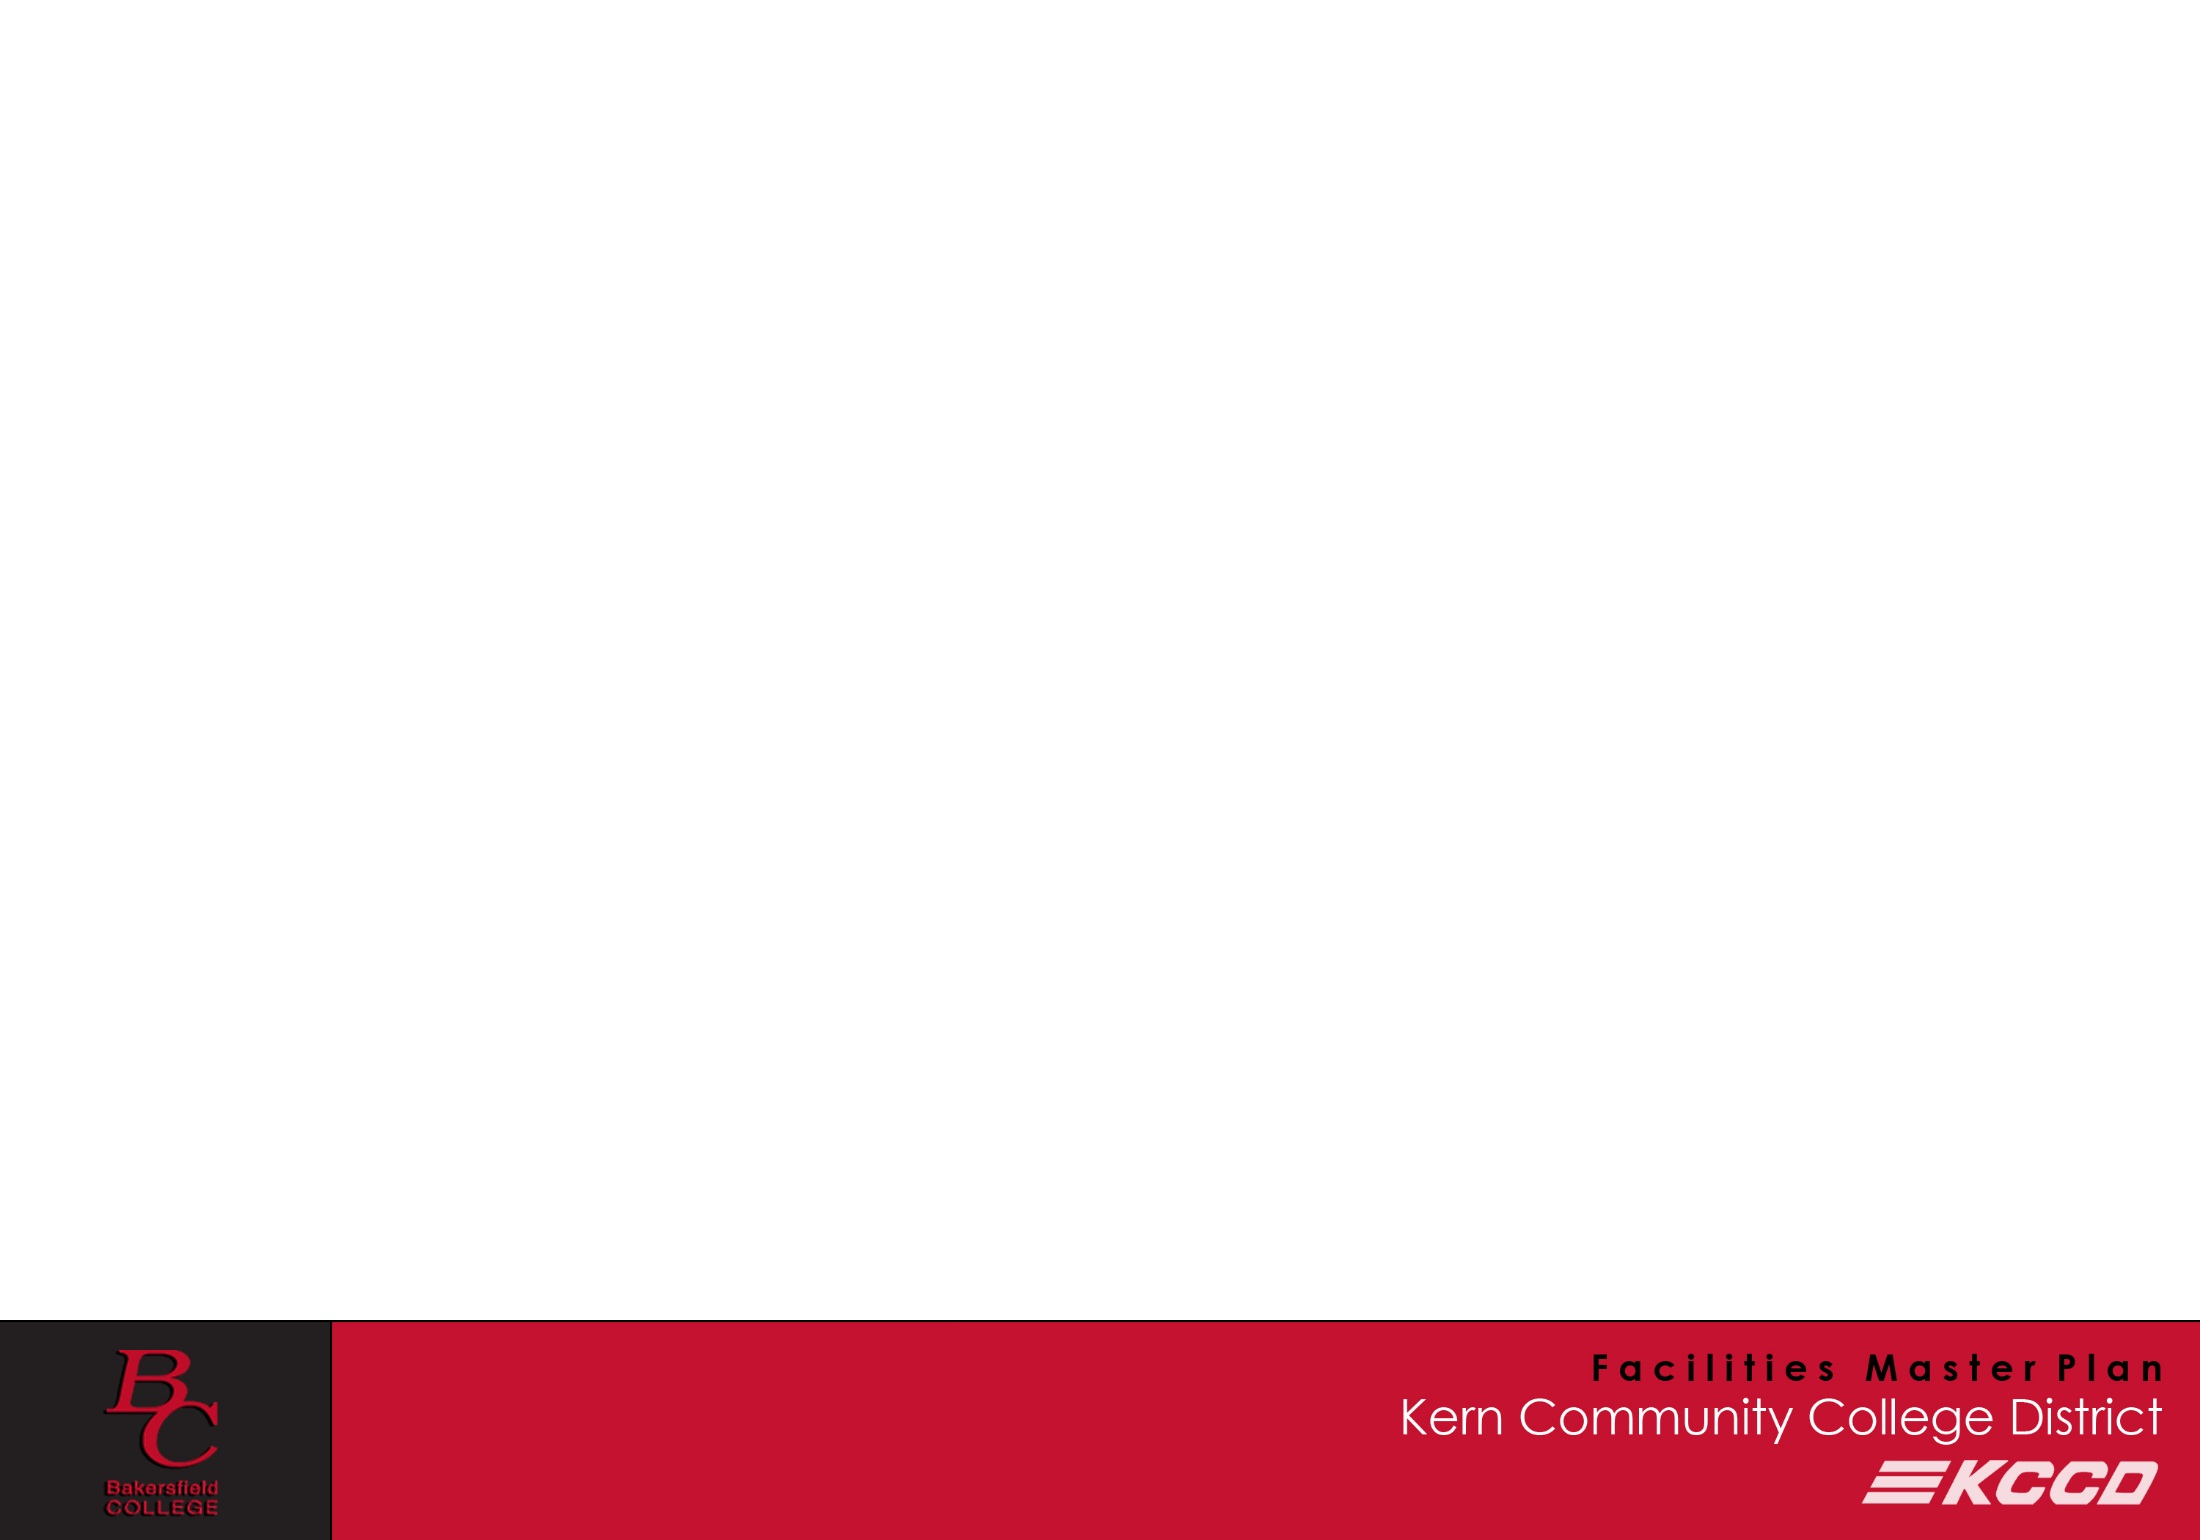 BC
Bakersfield
COLLEGE
Facilities Master Plan
Kern Community College District
KCCD